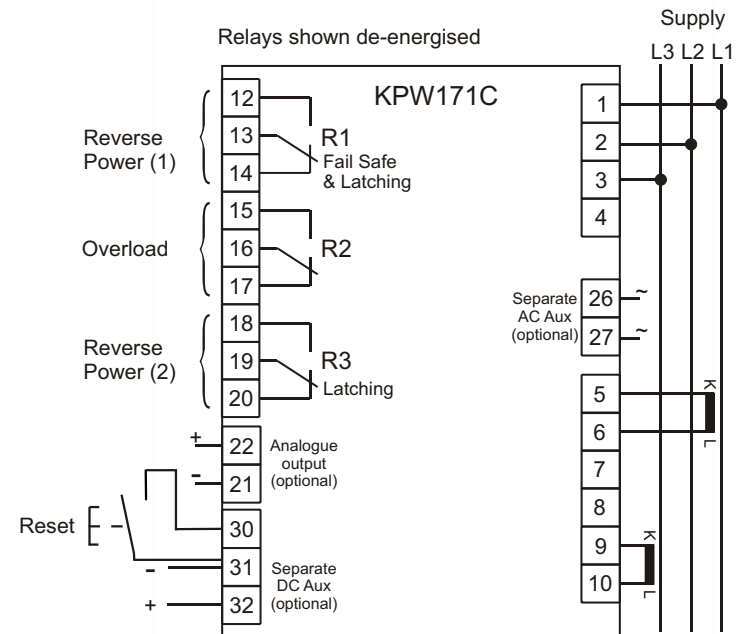 Supply
Relays shown de-energised
L3 L2 L1
KPW171C
12
13
14
Reverse
Power (1)
R1
Fail Safe
& Latching
15
16
17
Overload
R2
18
19
20
Reverse
Power (2)
R3
Latching
+
22
-
21
Analogue
output
(optional)
Reset
30
31
32
-
+
Separate
DC Aux
(optional)
1
2
3
4
Separate
AC Aux
(optional)
26
~
27
~
5
6
K
L
7
8
9
10
K
L